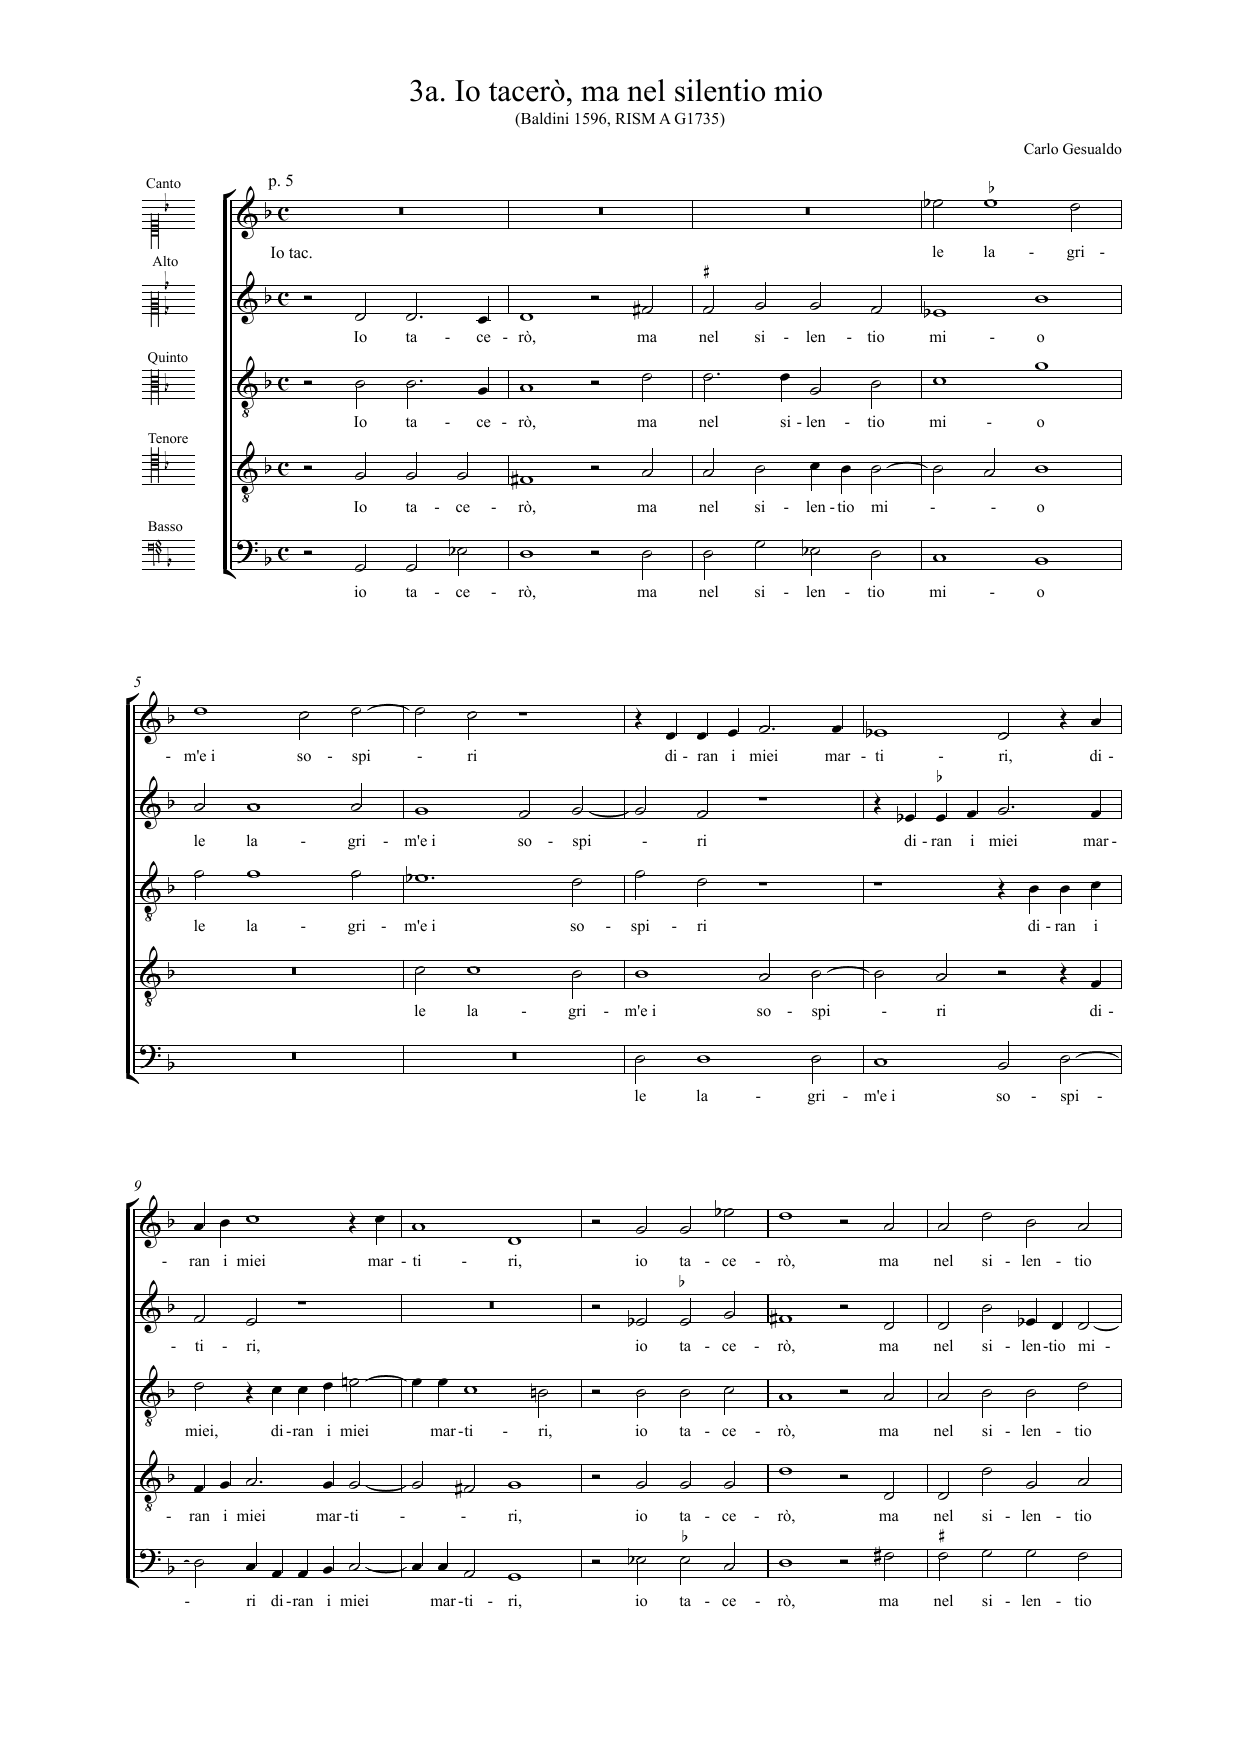 3a. Io tacerò, ma nel silentio mio
(Baldini 1596, RISM A G1735)
Carlo Gesualdo
Canto
p. 5
Io tac. le la - gri -
Alto
Io ta - ce - rò, ma nel si - len - tio mi - o
Quinto
8
Io ta - ce - rò, ma nel si - len - tio mi - o
Tenore
8
Io ta - ce - rò, ma nel si - len - tio mi - - o
Basso
io ta - ce - rò, ma nel si - len - tio mi - o
5
- m'e i so - spi - ri di - ran i miei mar - ti - ri, di -
le la - gri - m'e i so - spi - ri di - ran i miei mar -
8
le la - gri - m'e i so - spi - ri di - ran i
8
le la - gri - m'e i so - spi - ri di -
le la - gri - m'e i so - spi -
9
- ran i miei mar - ti - ri, io ta - ce - rò, ma nel si - len - tio
- ti - ri, io ta - ce - rò, ma nel si - len - tio mi -
8
miei, di - ran i miei mar - ti - ri, io ta - ce - rò, ma nel si - len - tio
8
- ran i miei mar - ti - - ri, io ta - ce - rò, ma nel si - len - tio
- ri di - ran i miei mar - ti - ri, io ta - ce - rò, ma nel si - len - tio